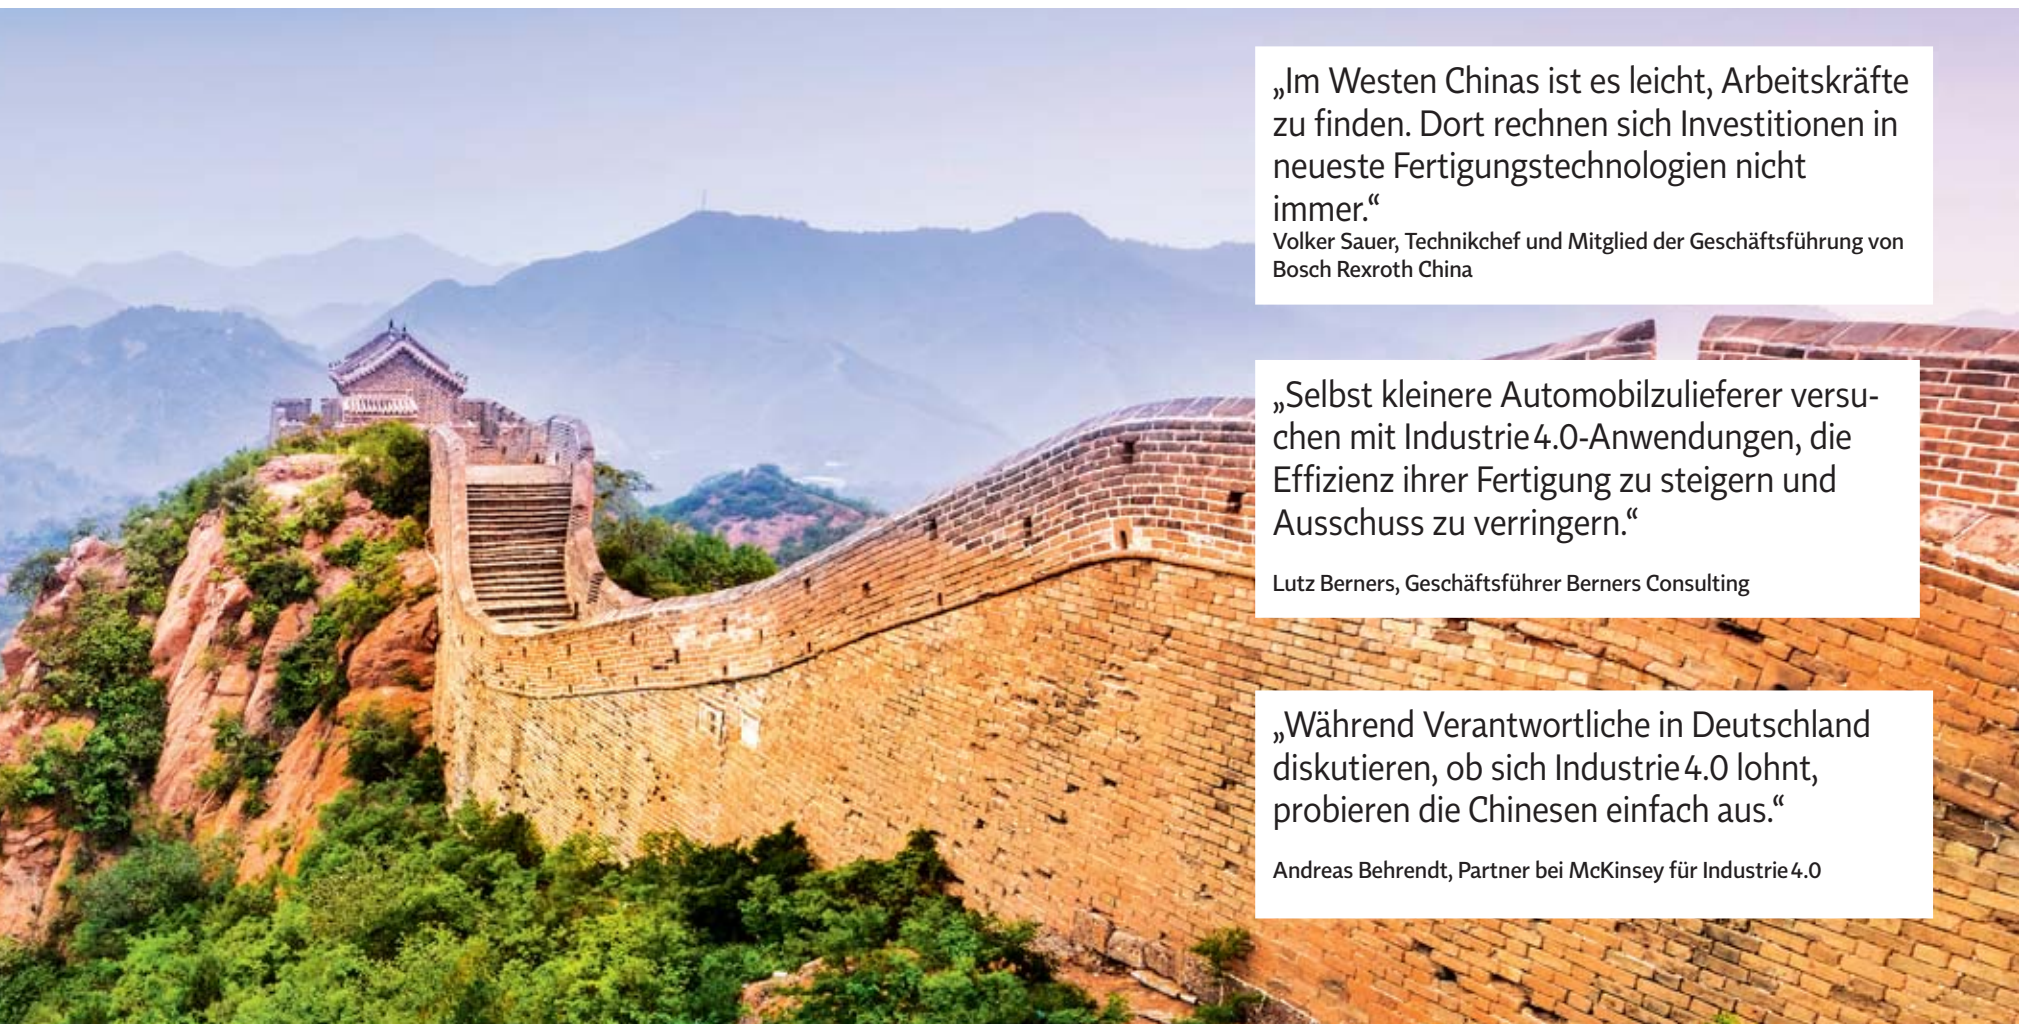 „Im Westen Chinas ist es leicht, Arbeitskräfte
zu finden. Dort rechnen sich Investitionen in
neueste Fertigungstechnologien nicht
immer.“
Volker Sauer, Technikchef und Mitglied der Geschäftsführung von
Bosch Rexroth China
„Selbst kleinere Automobilzulieferer versu-
chen mit Industrie 4.0-Anwendungen, die
Effizienz ihrer Fertigung zu steigern und
Ausschuss zu verringern.“
Lutz Berners, Geschäftsführer Berners Consulting
„Während Verantwortliche in Deutschland
diskutieren, ob sich Industrie 4.0 lohnt,
probieren die Chinesen einfach aus.“
Andreas Behrendt, Partner bei McKinsey für Industrie 4.0